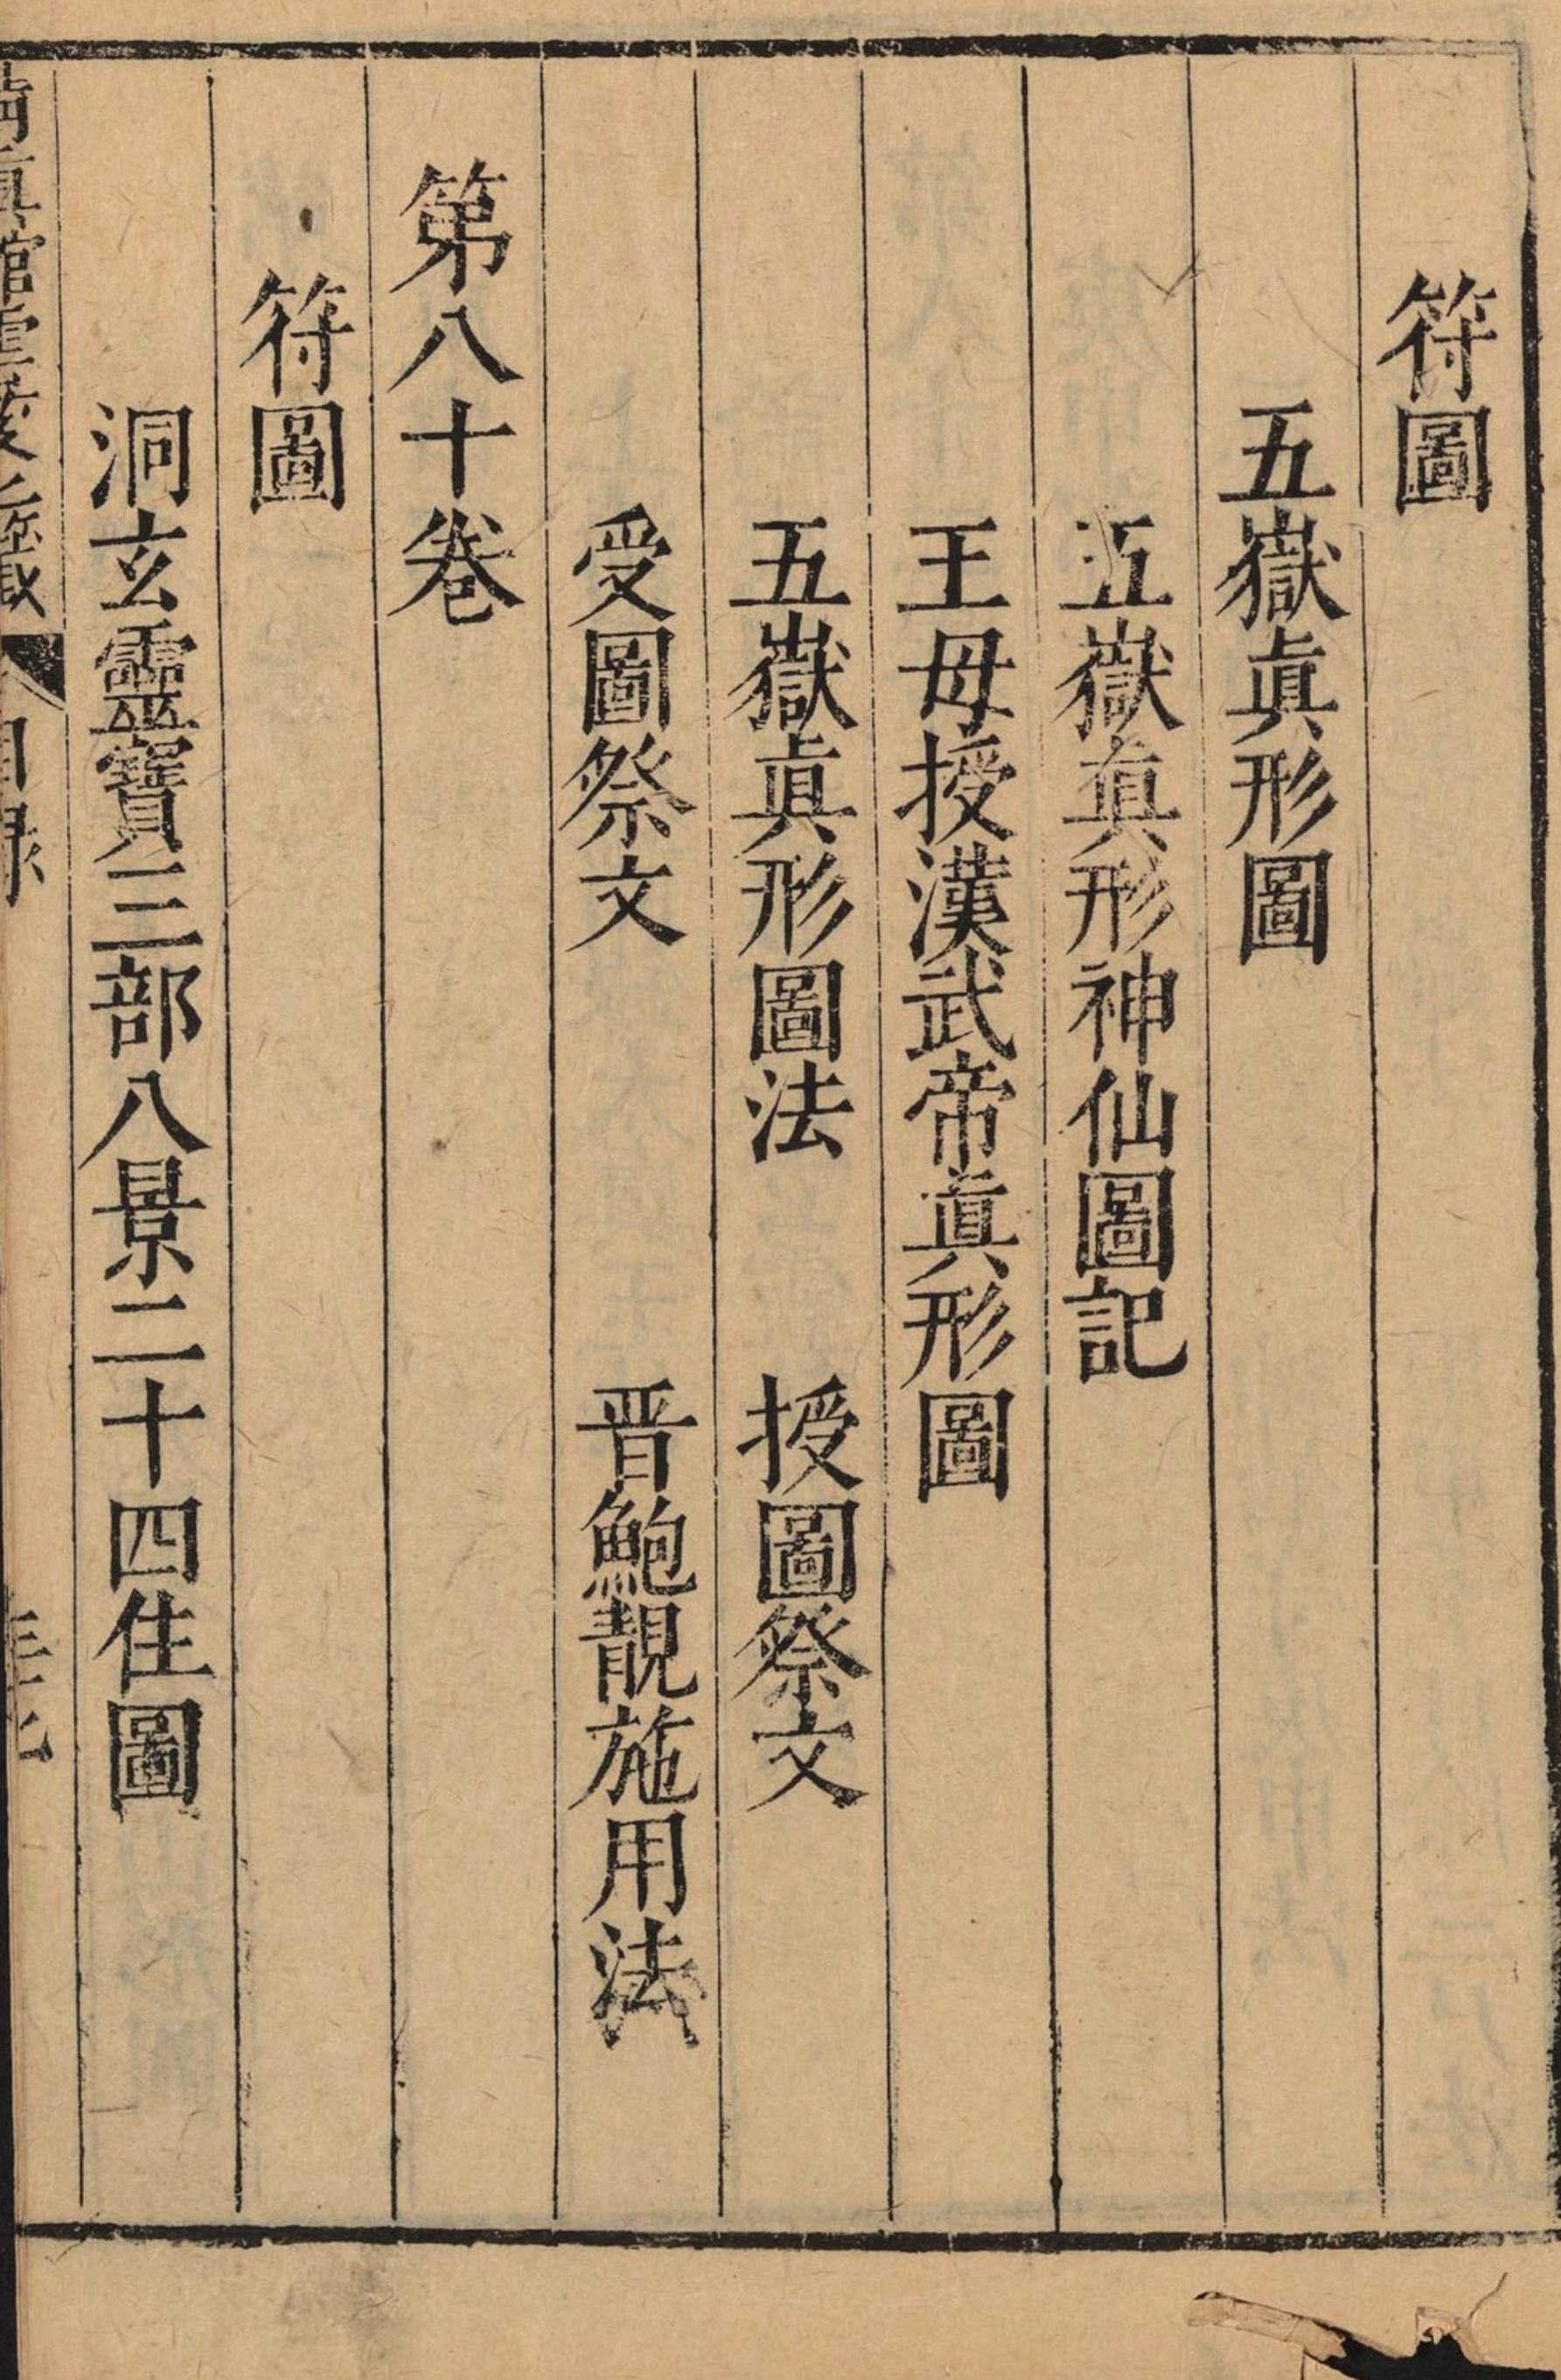 符圖
五嶽眞形圖
五嶽眞形神仙圖記
王母授漢武帝眞形圖
五嶽眞形圖法　授圖祭文
受圖祭文　晋鮑靚施用法
第八十卷
符圖
洞玄靈寶三部八景二十四住圖
眞館雲笈七籤　目録